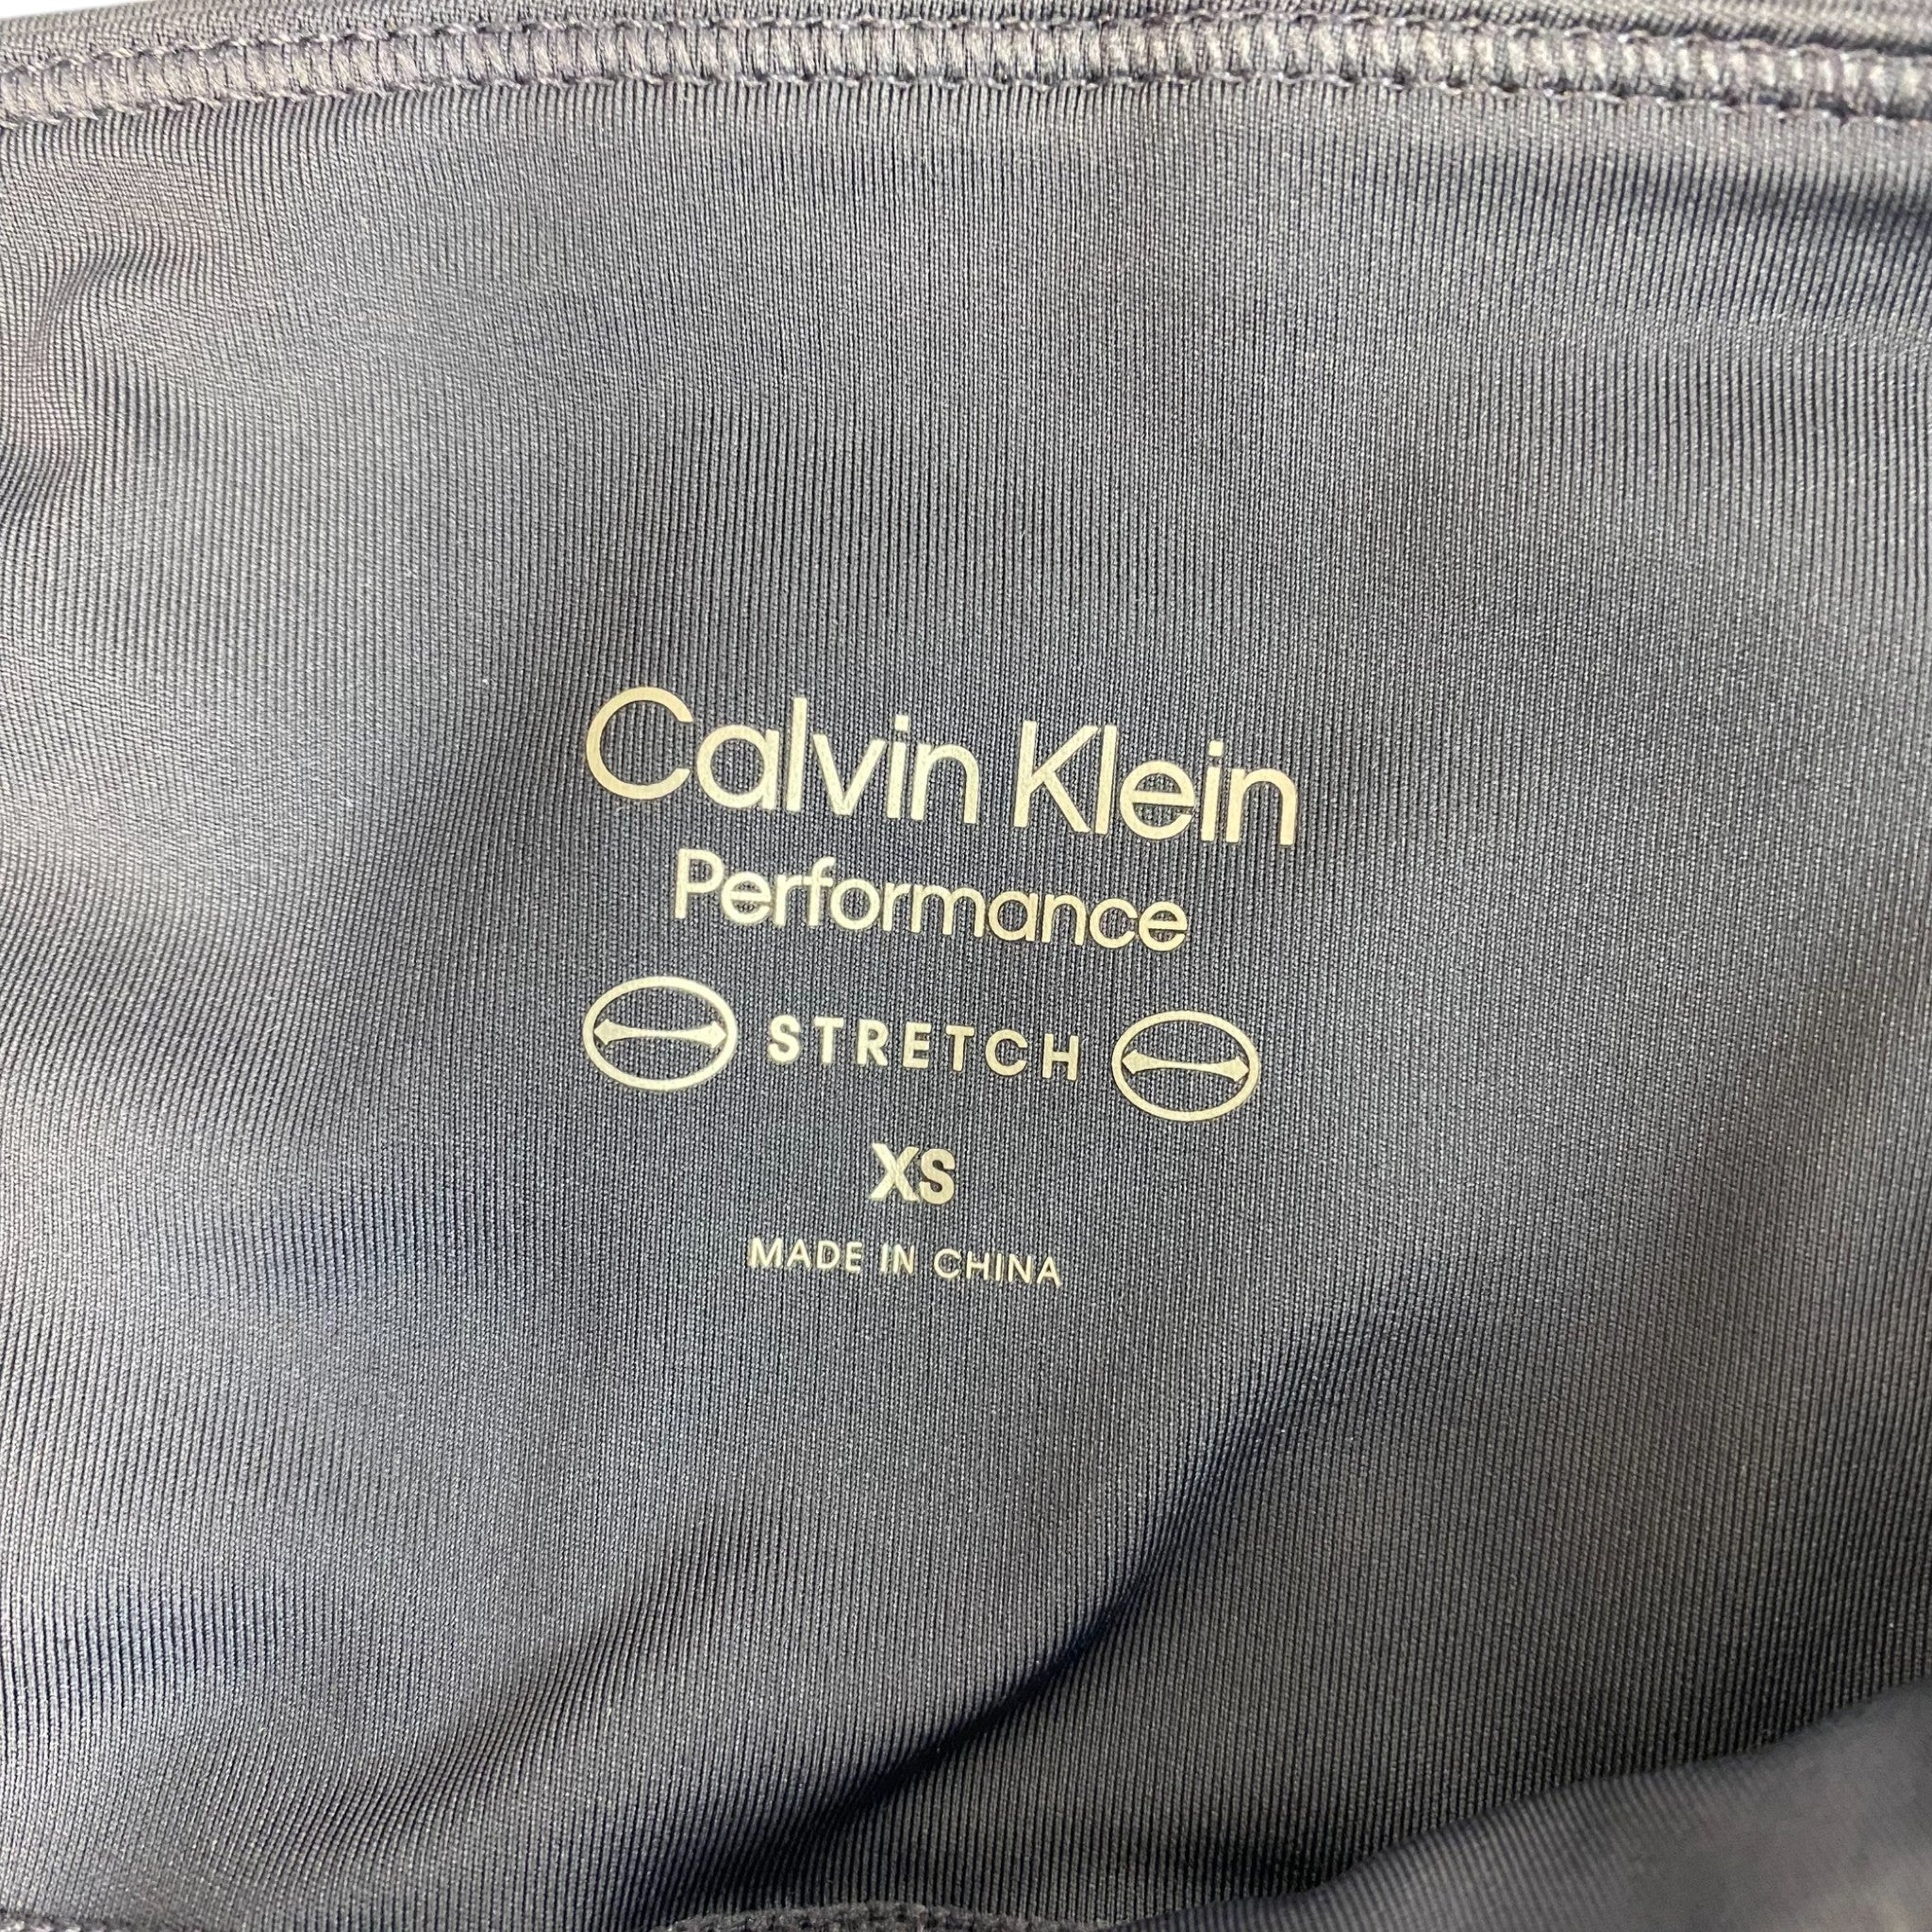 Calvin Klein
Performance
STRETCH
XS
MADE IN CHINA